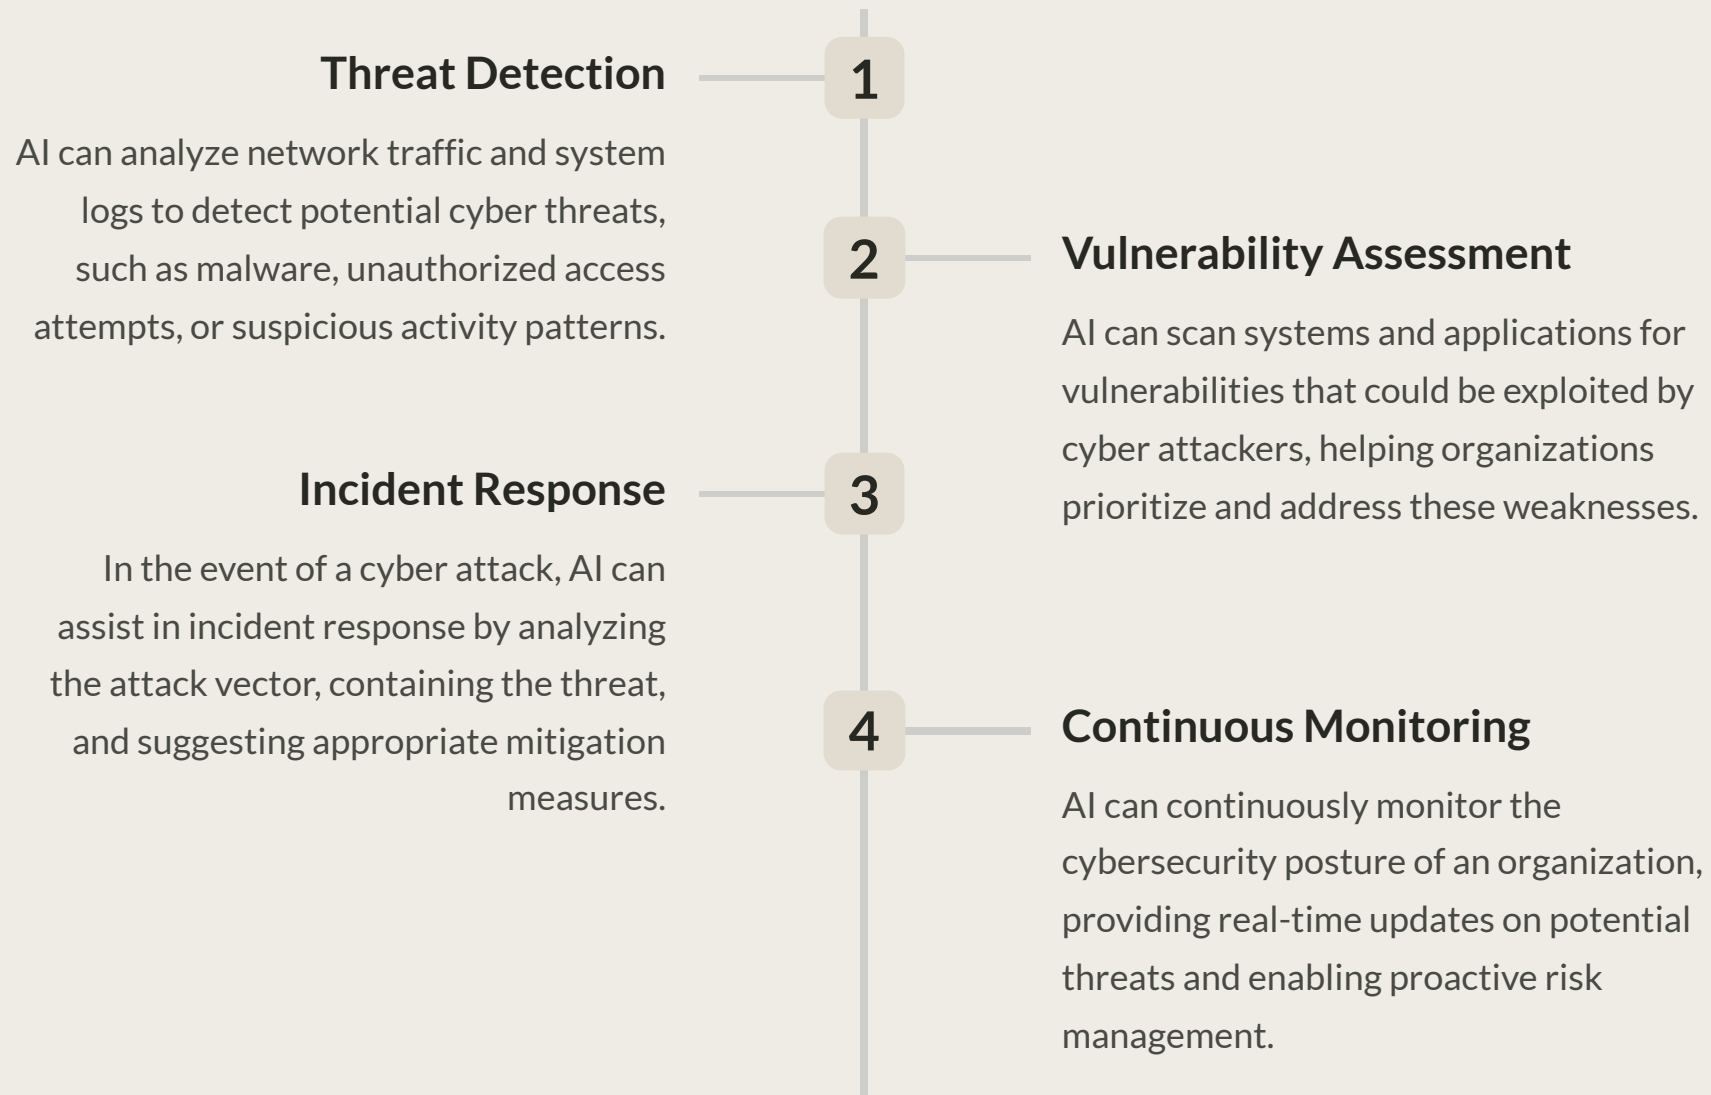 1
Threat Detection
AI can analyze network traffic and system
logs to detect potential cyber threats,
such as malware, unauthorized access
attempts, or suspicious activity patterns.
2
Vulnerability Assessment
AI can scan systems and applications for
vulnerabilities that could be exploited by
cyber attackers, helping organizations
prioritize and address these weaknesses.
3
Incident Response
In the event of a cyber attack, AI can
assist in incident response by analyzing
the attack vector, containing the threat,
and suggesting appropriate mitigation
measures.
4
Continuous Monitoring
AI can continuously monitor the
cybersecurity posture of an organization,
providing real-time updates on potential
threats and enabling proactive risk
management.